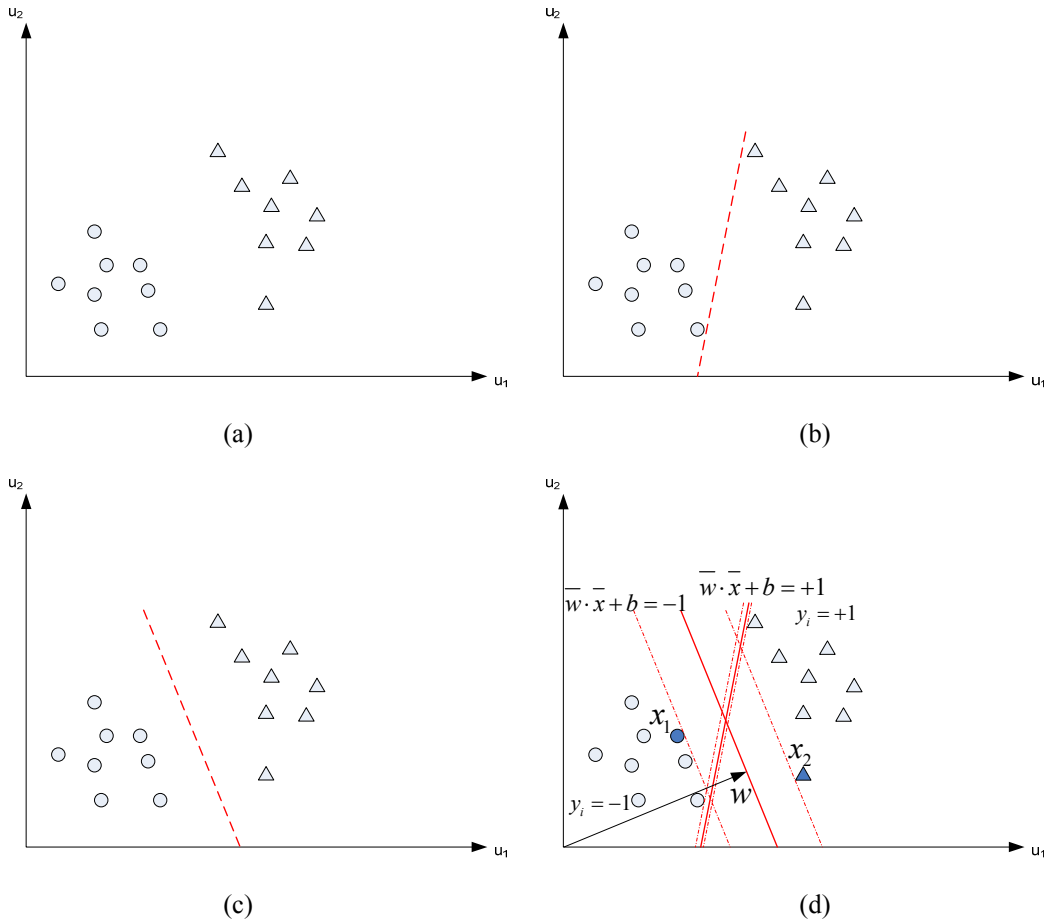 u₂
u₁
(a)
u₂
u₁
(b)
u₂
u₁
(c)
u₂
w̅·x̅+b=−1
w̅·x̅+b=+1
yᵢ=+1
x₁
x₂
w
yᵢ=−1
u₁
(d)